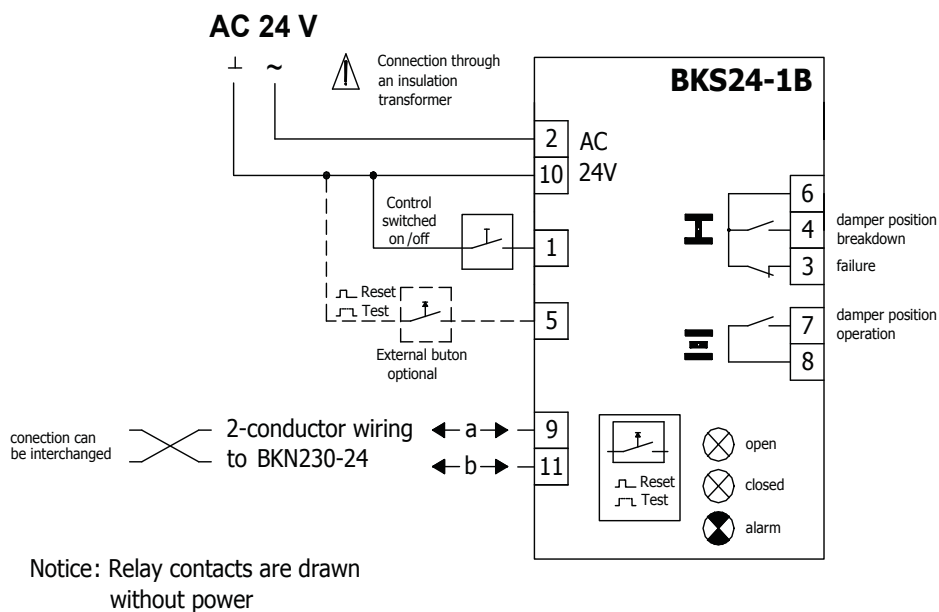 AC 24 V
⊥ ~
Connection through
an insulation
transformer
BKS24-1B
2
AC
10
24V
Control
switched
on/off
1
Reset
Test
5
External buton
optional
6
4
damper position
breakdown
3
failure
7
damper position
operation
8
conection can
be interchanged
2-conductor wiring
to BKN230-24
a
b
9
11
Reset
Test
open
closed
alarm
Notice: Relay contacts are drawn
without power